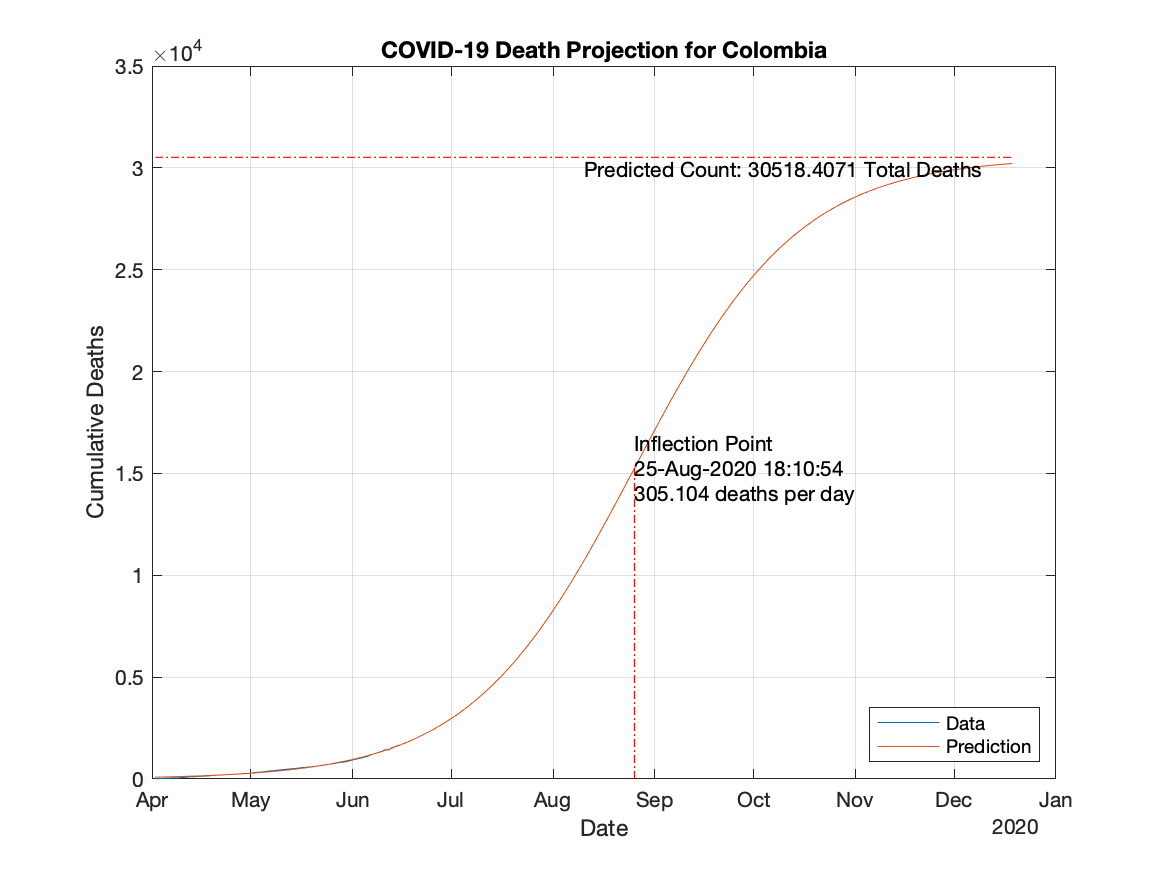 COVID-19 Death Projection for Colombia
×10⁴
3.5
3
2.5
2
1.5
1
0.5
0
Cumulative Deaths
Predicted Count: 30518.4071 Total Deaths
Inflection Point
25-Aug-2020 18:10:54
305.104 deaths per day
Data
Prediction
Apr May Jun Jul Aug Sep Oct Nov Dec Jan
Date
2020